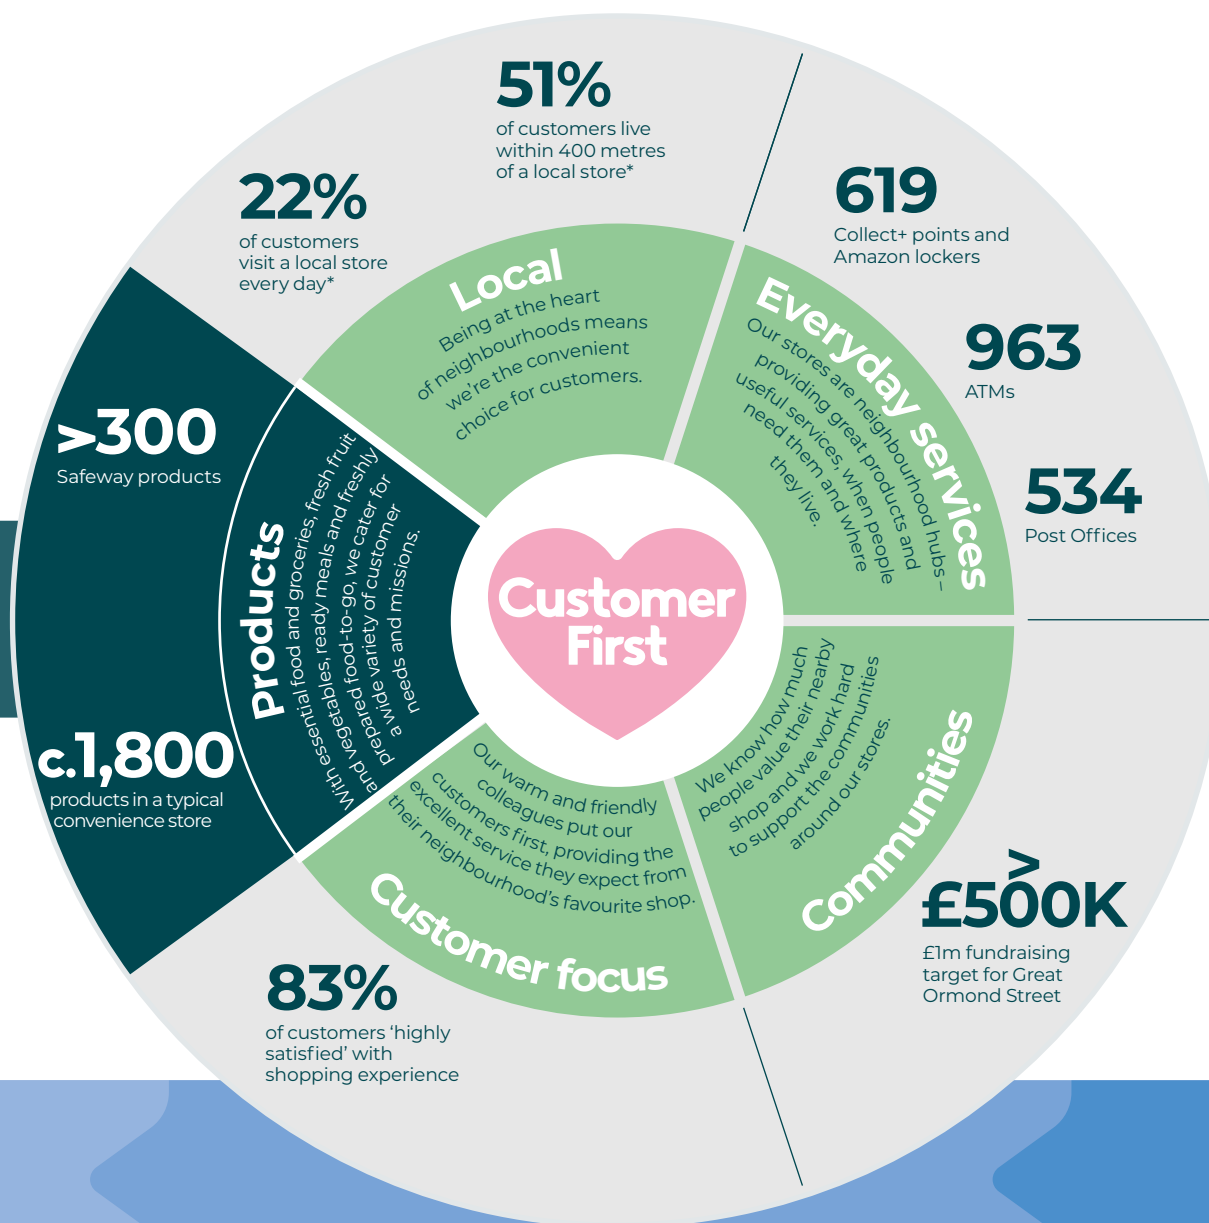 51%
of customers live
within 400 metres
of a local store*
22%
of customers
visit a local store
every day*
Local
Being at the heart
of neighbourhoods means
we're the convenient
choice for customers.
619
Collect+ points and
Amazon lockers
963
ATMs
534
Post Offices
Everyday services
Our stores are neighbourhood hubs –
providing great products and
useful services, when people
need them and where
they live.
>300
Safeway products
c.1,800
products in a typical
convenience store
Products
With essential food and groceries, fresh fruit
and vegetables, ready meals and freshly
prepared food-to-go, we cater for
a wide variety of customer
needs and missions.
Customer
First
We know how much
people value their nearby
shop and we work hard
to support the communities
around our stores.
Communities
>
£500K
£1m fundraising
target for Great
Ormond Street
Our warm and friendly
colleagues put our
customers first, providing the
excellent service they expect from
their neighbourhood's favourite shop.
Customer focus
83%
of customers 'highly
satisfied' with
shopping experience